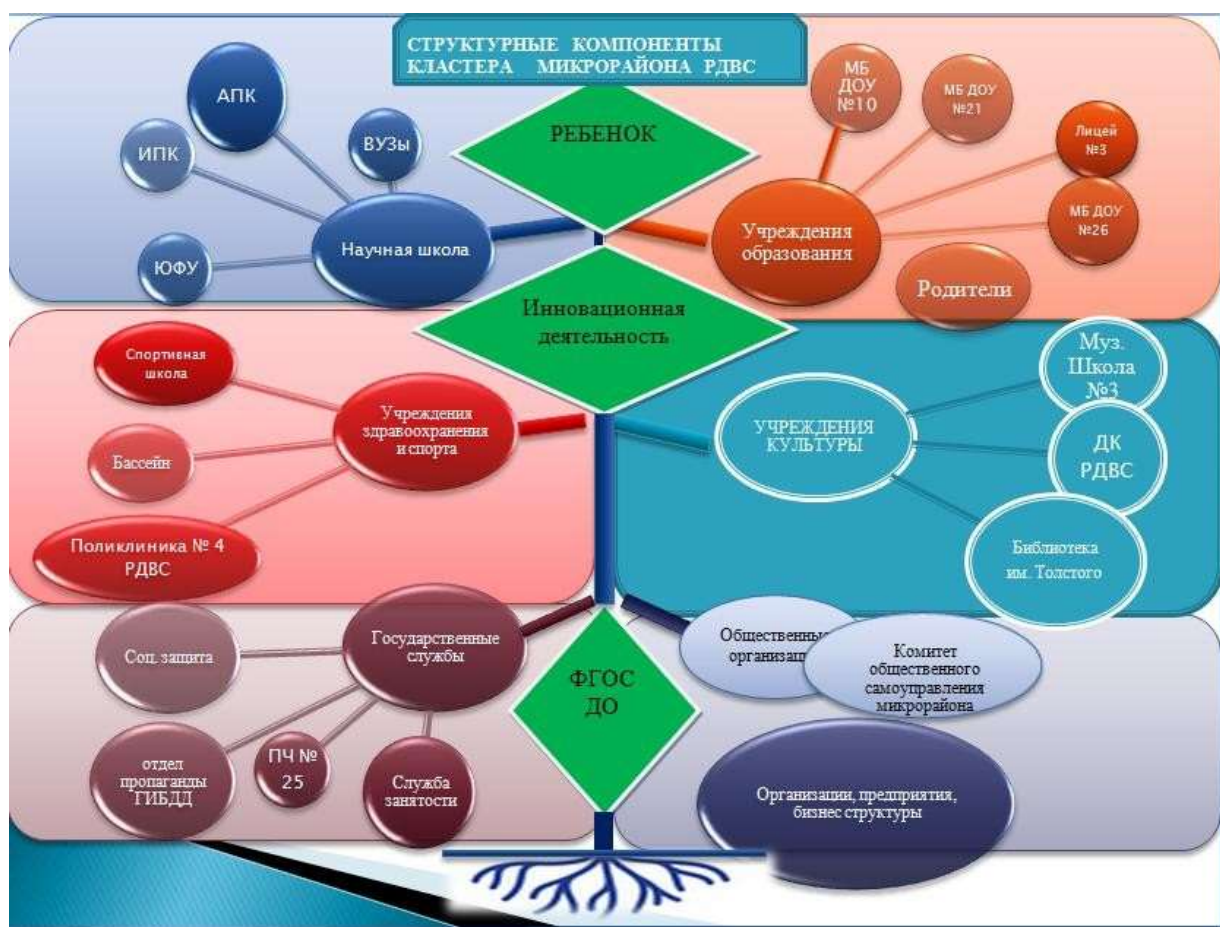 СТРУКТУРНЫЕ КОМПОНЕНТЫ
КЛАСТЕРА МИКРОРАЙОНА РДВС
РЕБЕНОК
АПК
ИПК
ВУЗы
ЮФУ
Научная школа
МБ
ДОУ
№10
МБ ДОУ
№21
Лицей
№3
МБ ДОУ
№26
Учреждения
образования
Родители
Инновационная
деятельность
Спортивная
школа
Бассейн
Поликлиника № 4
РДВС
Учреждения
здравоохранения
и спорта
УЧРЕЖДЕНИЯ
КУЛЬТУРЫ
Муз.
Школа
№3
ДК
РДВС
Библиотека
им. Толстого
Государственные
службы
Соц. защита
отдел
пропаганды
ГИБДД
ПЧ №
25
Служба
занятости
ФГОС
ДО
Общественные
организац
Комитет
общественного
самоуправления
микрорайона
Организации, предприятия,
бизнес структуры